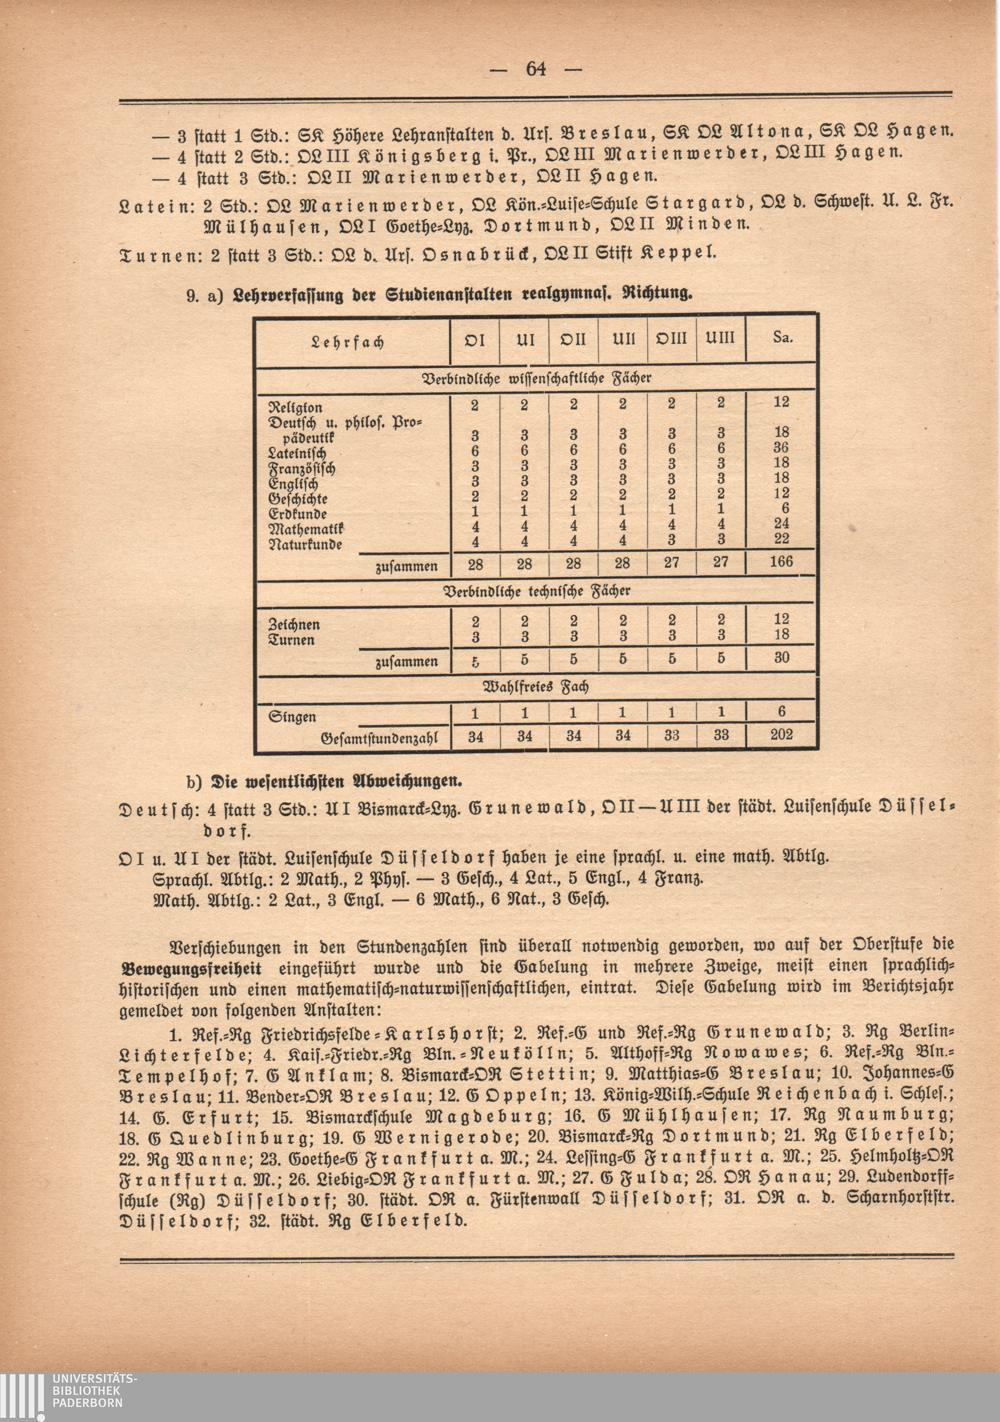 — 64 —
— 3 statt 1 Std.: SK Höhere Lehranstalten d. Urs. Breslau, SK OL Altona, SK OL Hagen.
— 4 statt 2 Std.: OL III Königsberg i. Pr., OL III Marienwerder, OL III Hagen.
— 4 statt 3 Std.: OL II Marienwerder, OL II Hagen.
Latein: 2 Std.: OL Marienwerder, OL Kön.-Luise-Schule Stargard, OL d. Schwest. U. L. Fr.
Mülhausen, OL I Goethe-Lyz. Dortmund, OL II Minden.
Turnen: 2 statt 3 Std.: OL d. Urs. Osnabrück, OL II Stift Keppel.
9. a) Lehrverfassung der Studienanstalten realgymnas. Richtung.
Lehrfach OI UI OII UII OIII UIII Sa.
Verbindliche wissenschaftliche Fächer
Religion 2 2 2 2 2 2 12
Deutsch u. philos. Pro-
pädeutik 3 3 3 3 3 3 18
Lateinisch 6 6 6 6 6 6 36
Französisch 3 3 3 3 3 3 18
Englisch 3 3 3 3 3 3 18
Geschichte 2 2 2 2 2 2 12
Erdkunde 1 1 1 1 1 1 6
Mathematik 4 4 4 4 4 4 24
Naturkunde 4 4 4 4 3 3 22
zusammen 28 28 28 28 27 27 166
Verbindliche technische Fächer
Zeichnen 2 2 2 2 2 2 12
Turnen 3 3 3 3 3 3 18
zusammen 5 5 5 5 5 5 30
Wahlfreies Fach
Singen 1 1 1 1 1 1 6
Gesamtstundenzahl 34 34 34 34 33 33 202
b) Die wesentlichsten Abweichungen.
Deutsch: 4 statt 3 Std.: U I Bismarck-Lyz. Grunewald, O II — U III der städt. Luisenschule Düssel-
dorf.
O I u. U I der städt. Luisenschule Düsseldorf haben je eine sprachl. u. eine math. Abtlg.
Sprachl. Abtlg.: 2 Math., 2 Phys. — 3 Gesch., 4 Lat., 5 Engl., 4 Franz.
Math. Abtlg.: 2 Lat., 3 Engl. — 6 Math., 6 Nat., 3 Gesch.
Verschiebungen in den Stundenzahlen sind überall notwendig geworden, wo auf der Oberstufe die
Bewegungsfreiheit eingeführt wurde und die Gabelung in mehrere Zweige, meist einen sprachlich-
historischen und einen mathematisch-naturwissenschaftlichen, eintrat. Diese Gabelung wird im Berichtsjahr
gemeldet von folgenden Anstalten:
1. Ref.-Rg Friedrichsfelde-Karlshorst; 2. Ref.-G und Ref.-Rg Grunewald; 3. Rg Berlin-
Lichterfelde; 4. Kais.-Friedr.-Rg Bln.-Neukölln; 5. Althoff-Rg Nowawes; 6. Ref.-Rg Bln.-
Tempelhof; 7. G Anklam; 8. Bismarck-OR Stettin; 9. Matthias-G Breslau; 10. Johannes-G
Breslau; 11. Bender-OR Breslau; 12. G Oppeln; 13. König-Wilh.-Schule Reichenbach i. Schles.;
14. G. Erfurt; 15. Bismarckschule Magdeburg; 16. G Mühlhausen; 17. Rg Naumburg;
18. G Quedlinburg; 19. G Wernigerode; 20. Bismarck-Rg Dortmund; 21. Rg Elberfeld;
22. Rg Wanne; 23. Goethe-G Frankfurt a. M.; 24. Lessing-G Frankfurt a. M.; 25. Helmholtz-OR
Frankfurt a. M.; 26. Liebig-OR Frankfurt a. M.; 27. G Fulda; 28. OR Hanau; 29. Ludendorff-
schule (Rg) Düsseldorf; 30. städt. OR a. Fürstenwall Düsseldorf; 31. OR a. d. Scharnhorststr.
Düsseldorf; 32. städt. Rg Elberfeld.
UNIVERSITÄTS-
BIBLIOTHEK
PADERBORN